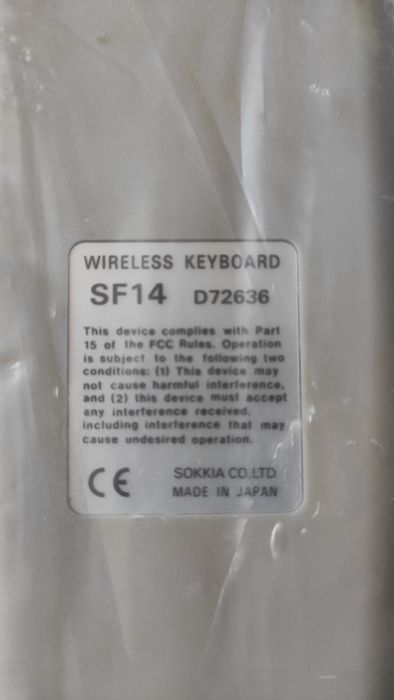 WIRELESS KEYBOARD
SF14 D72636
This device complies with Part
15 of the FCC Rules. Operation
is subject to the following two
conditions: (1) This device may
not cause harmful interference,
and (2) this device must accept
any interference received.
including interference that may
cause undesired operation.
CE SOKKIA CO.,LTD
MADE IN JAPAN